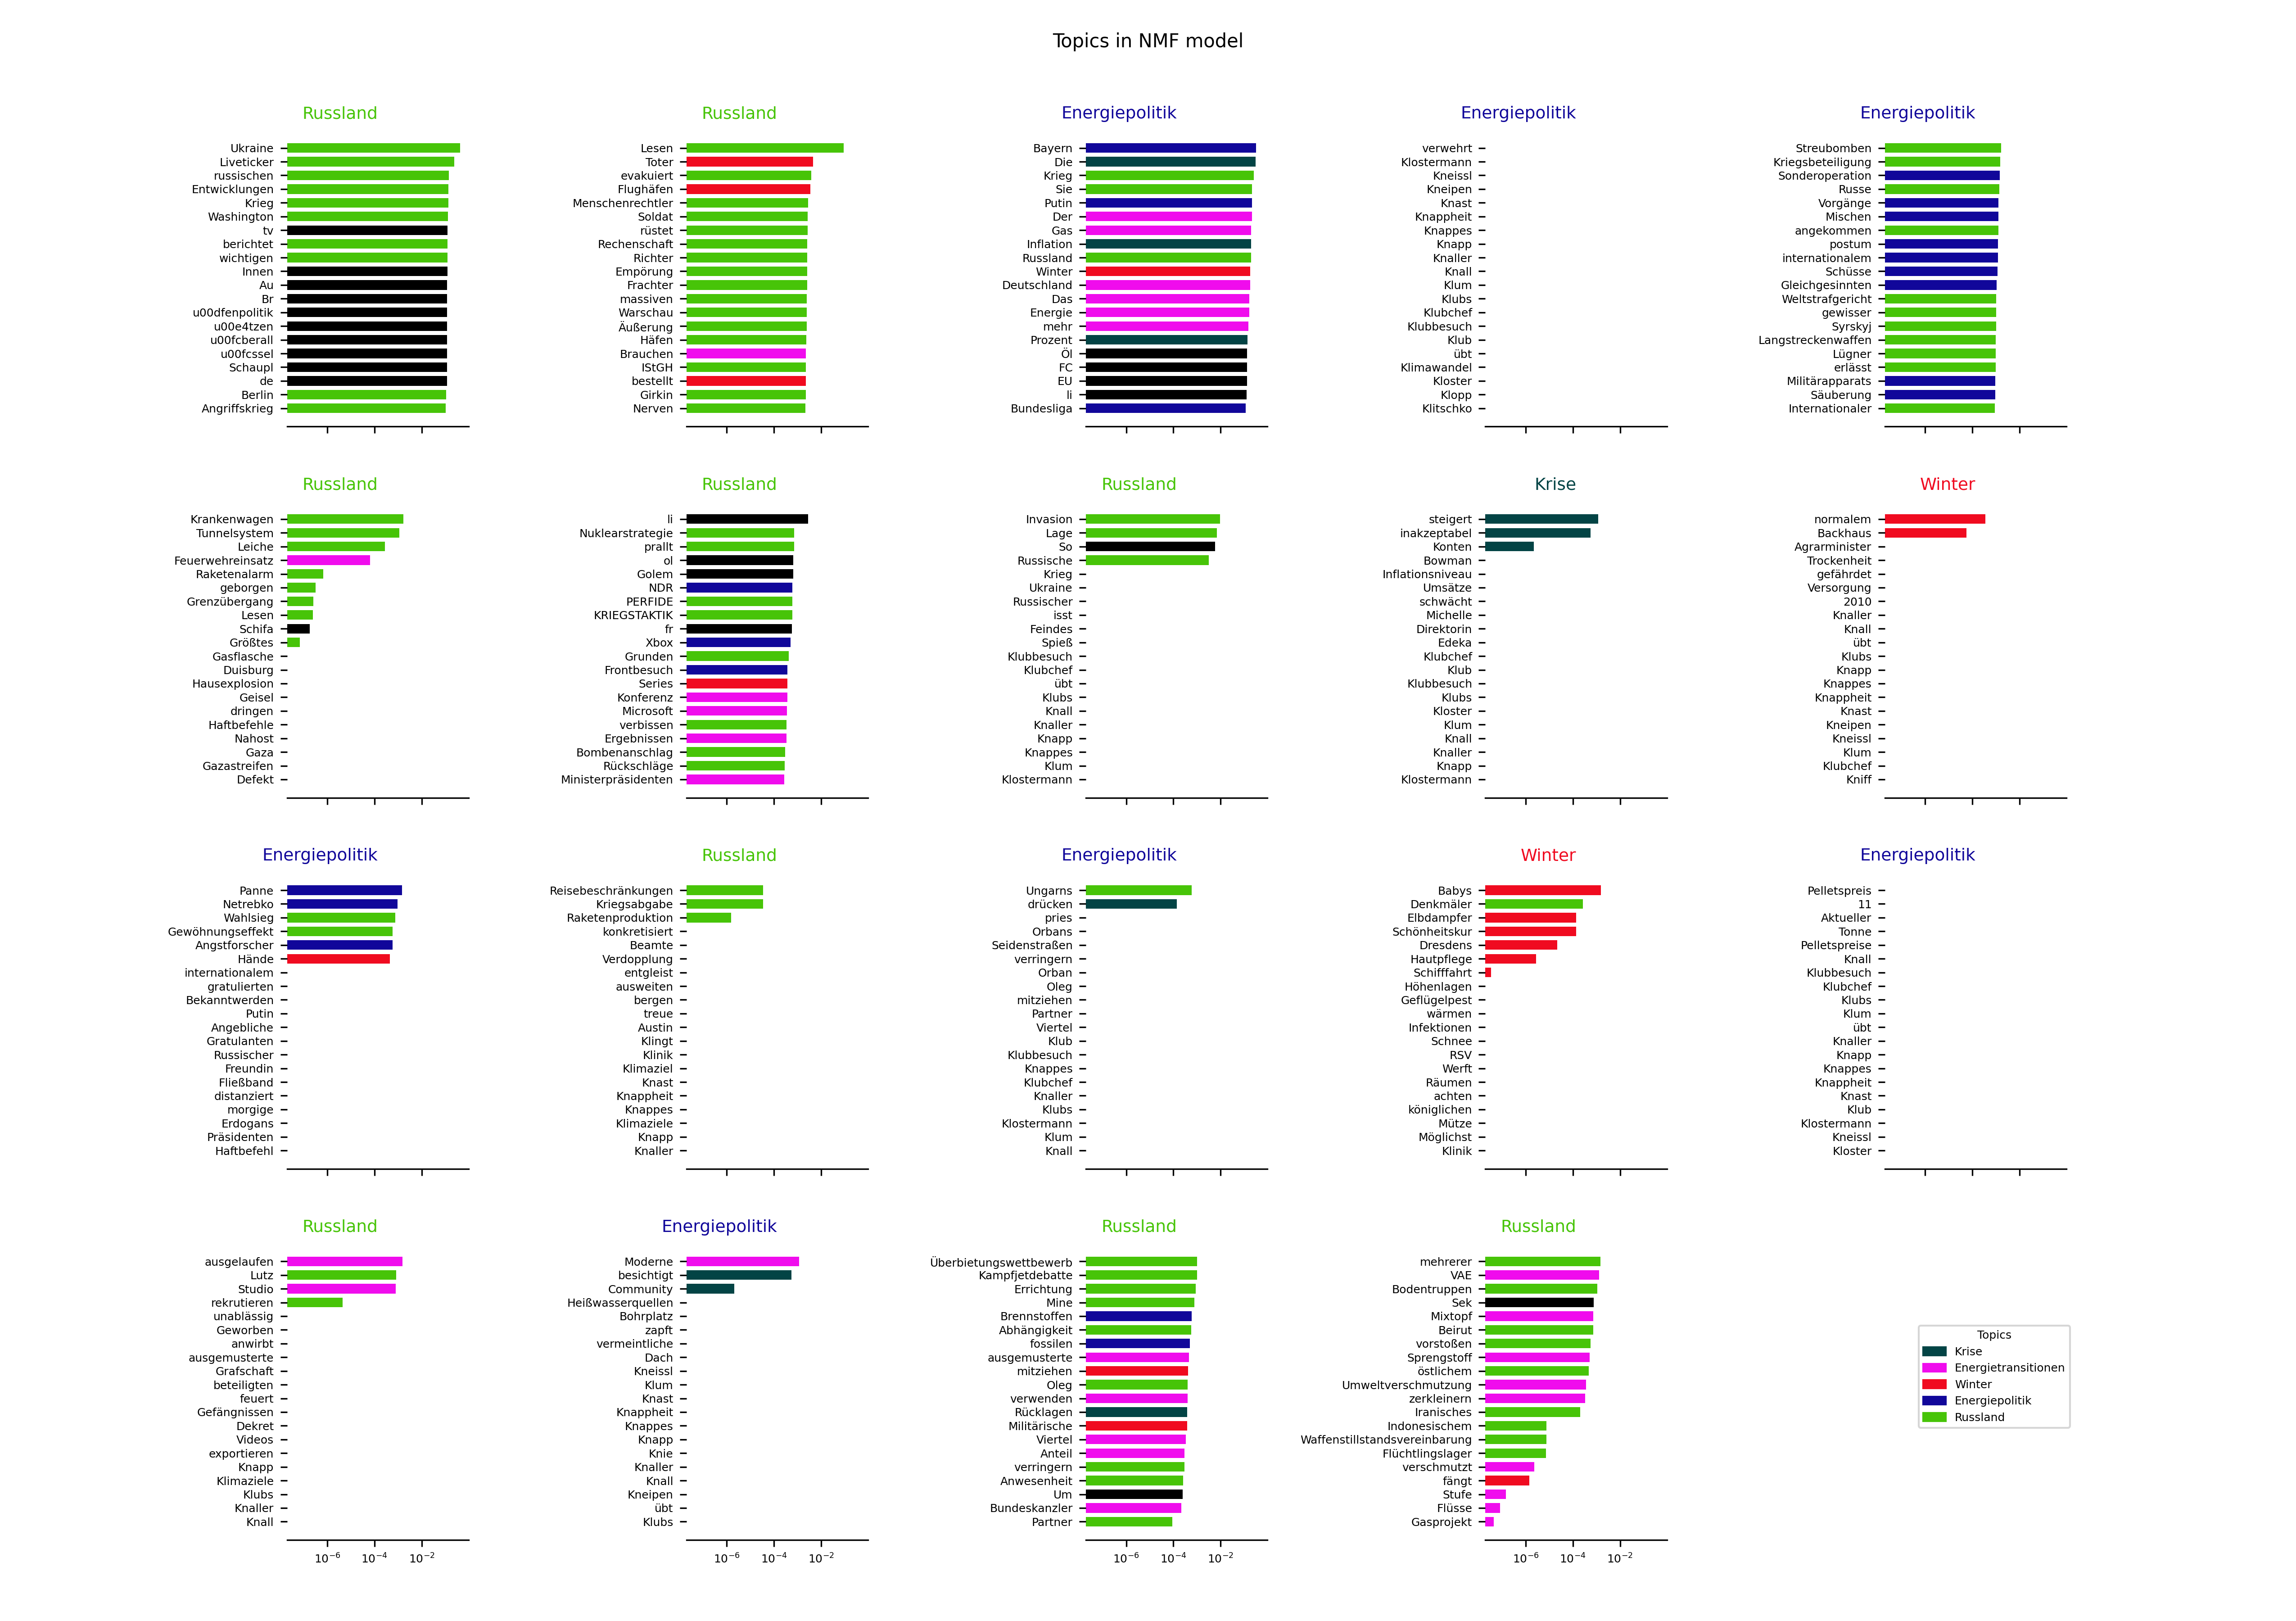 Topics in NMF model
Russland
Ukraine
Liveticker
russischen
Entwicklungen
Krieg
Washington
tv
berichtet
wichtigen
Innen
Au
Br
u00dfenpolitik
u00e4tzen
u00fcberall
u00fcssel
Schaupl
de
Berlin
Angriffskrieg
Russland
Lesen
Toter
evakuiert
Flughäfen
Menschenrechtler
Soldat
rüstet
Rechenschaft
Richter
Empörung
Frachter
massiven
Warschau
Äußerung
Häfen
Brauchen
IStGH
bestellt
Girkin
Nerven
Energiepolitik
Bayern
Die
Krieg
Sie
Putin
Der
Gas
Inflation
Russland
Winter
Deutschland
Das
Energie
mehr
Prozent
Öl
FC
EU
li
Bundesliga
Energiepolitik
verwehrt
Klostermann
Kneissl
Kneipen
Knast
Knappheit
Knappes
Knapp
Knaller
Knall
Klum
Klubs
Klubchef
Klubbesuch
Klub
übt
Klimawandel
Kloster
Klopp
Klitschko
Energiepolitik
Streubomben
Kriegsbeteiligung
Sonderoperation
Russe
Vorgänge
Mischen
angekommen
postum
internationalem
Schüsse
Gleichgesinnten
Weltstrafgericht
gewisser
Syrskyj
Langstreckenwaffen
Lügner
erlässt
Militärapparats
Säuberung
Internationaler
Russland
Krankenwagen
Tunnelsystem
Leiche
Feuerwehreinsatz
Raketenalarm
geborgen
Grenzübergang
Lesen
Schifa
Größtes
Gasflasche
Duisburg
Hausexplosion
Geisel
dringen
Haftbefehle
Nahost
Gaza
Gazastreifen
Defekt
Russland
li
Nuklearstrategie
prallt
ol
Golem
NDR
PERFIDE
KRIEGSTAKTIK
fr
Xbox
Grunden
Frontbesuch
Series
Konferenz
Microsoft
verbissen
Ergebnissen
Bombenanschlag
Rückschläge
Ministerpräsidenten
Russland
Invasion
Lage
So
Russische
Krieg
Ukraine
Russischer
isst
Feindes
Spieß
Klubbesuch
Klubchef
übt
Klubs
Knall
Knaller
Knapp
Knappes
Klum
Klostermann
Krise
steigert
inakzeptabel
Konten
Bowman
Inflationsniveau
Umsätze
schwächt
Michelle
Direktorin
Edeka
Klubchef
Klub
Klubbesuch
Klubs
Kloster
Klum
Knall
Knaller
Knapp
Klostermann
Winter
normalem
Backhaus
Agrarminister
Trockenheit
gefährdet
Versorgung
2010
Knaller
Knall
übt
Klubs
Knapp
Knappes
Knappheit
Knast
Kneipen
Kneissl
Klum
Klubchef
Kniff
Energiepolitik
Panne
Netrebko
Wahlsieg
Gewöhnungseffekt
Angstforscher
Hände
internationalem
gratulierten
Bekanntwerden
Putin
Angebliche
Gratulanten
Russischer
Freundin
Fließband
distanziert
morgige
Erdogans
Präsidenten
Haftbefehl
Russland
Reisebeschränkungen
Kriegsabgabe
Raketenproduktion
konkretisiert
Beamte
Verdopplung
entgleist
ausweiten
bergen
treue
Austin
Klingt
Klinik
Klimaziel
Knast
Knappheit
Knappes
Klimaziele
Knapp
Knaller
Energiepolitik
Ungarns
drücken
pries
Orbans
Seidenstraßen
verringern
Orban
Oleg
mitziehen
Partner
Viertel
Klub
Klubbesuch
Knappes
Klubchef
Knaller
Klubs
Klostermann
Klum
Knall
Winter
Babys
Denkmäler
Elbdampfer
Schönheitskur
Dresdens
Hautpflege
Schifffahrt
Höhenlagen
Geflügelpest
wärmen
Infektionen
Schnee
RSV
Werft
Räumen
achten
königlichen
Mütze
Möglichst
Klinik
Energiepolitik
Pelletspreis
11
Aktueller
Tonne
Pelletspreise
Knall
Klubbesuch
Klubchef
Klubs
Klum
übt
Knaller
Knapp
Knappes
Knappheit
Knast
Klub
Klostermann
Kneissl
Kloster
Russland
ausgelaufen
Lutz
Studio
rekrutieren
unablässig
Geworben
anwirbt
ausgemusterte
Grafschaft
beteiligten
feuert
Gefängnissen
Dekret
Videos
exportieren
Knapp
Klimaziele
Klubs
Knaller
Knall
10⁻⁶ 10⁻⁴ 10⁻²
Energiepolitik
Moderne
besichtigt
Community
Heißwasserquellen
Bohrplatz
zapft
vermeintliche
Dach
Kneissl
Klum
Knast
Knappheit
Knappes
Knapp
Knie
Knaller
Knall
Kneipen
übt
Klubs
10⁻⁶ 10⁻⁴ 10⁻²
Russland
Überbietungswettbewerb
Kampfjetdebatte
Errichtung
Mine
Brennstoffen
Abhängigkeit
fossilen
ausgemusterte
mitziehen
Oleg
verwenden
Rücklagen
Militärische
Viertel
Anteil
verringern
Anwesenheit
Um
Bundeskanzler
Partner
10⁻⁶ 10⁻⁴ 10⁻²
Russland
mehrerer
VAE
Bodentruppen
Sek
Mixtopf
Beirut
vorstoßen
Sprengstoff
östlichem
Umweltverschmutzung
zerkleinern
Iranisches
Indonesischem
Waffenstillstandsvereinbarung
Flüchtlingslager
verschmutzt
fängt
Stufe
Flüsse
Gasprojekt
10⁻⁶ 10⁻⁴ 10⁻²
Topics
Krise
Energietransitionen
Winter
Energiepolitik
Russland